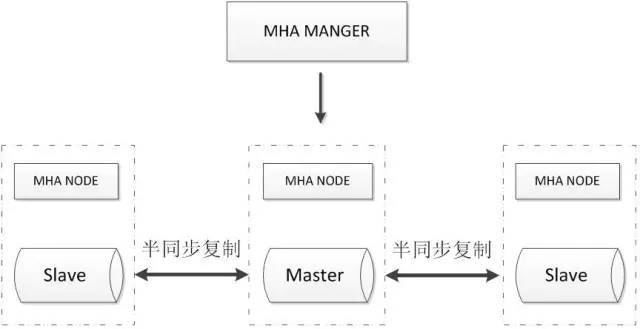 MHA MANGER
MHA NODE
MHA NODE
MHA NODE
半同步复制
半同步复制
Slave
Master
Slave